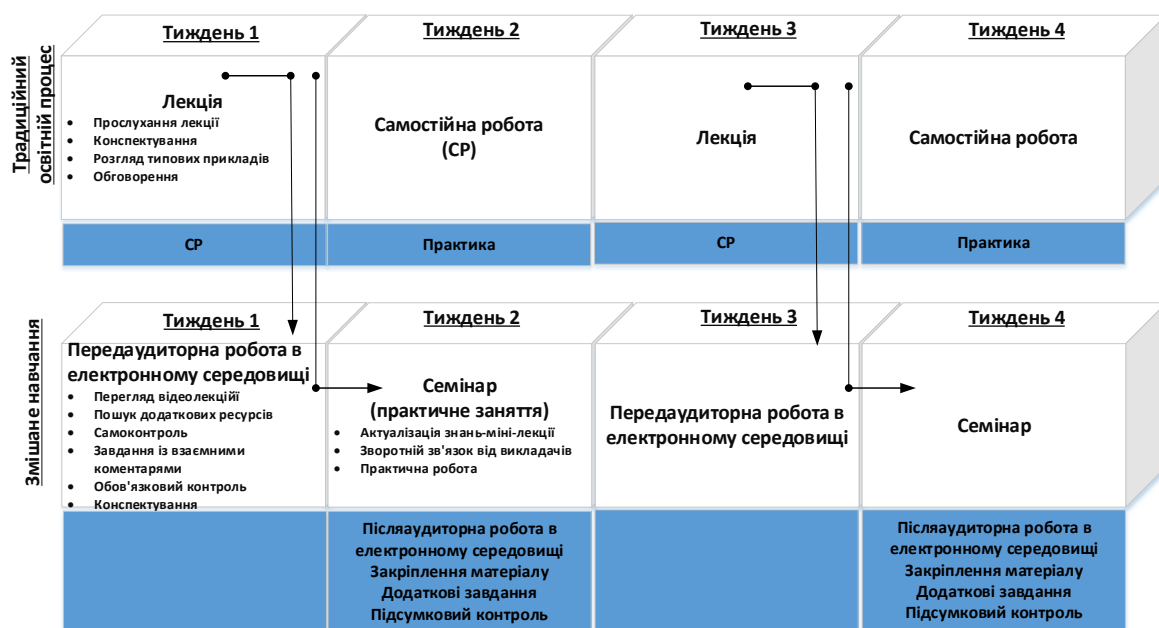 Традиційний
освітній процес
Тиждень 1
Тиждень 2
Тиждень 3
Тиждень 4
Лекція
• Прослухання лекції
• Конспектування
• Розгляд типових прикладів
• Обговорення
Самостійна робота
(СР)
Лекція
Самостійна робота
СР
Практика
СР
Практика
Змішане навчання
Тиждень 1
Тиждень 2
Тиждень 3
Тиждень 4
Передаудиторна робота в
електронному середовищі
• Перегляд відеолекційї
• Пошук додаткових ресурсів
• Самоконтроль
• Завдання із взаємними
коментарями
• Обов'язковий контроль
• Конспектування
Семінар
(практичне заняття)
• Актуалізація знань-міні-лекції
• Зворотній зв'язок від викладачів
• Практична робота
Передаудиторна робота в
електронному середовищі
Семінар
Післяаудиторна робота в
електронному середовищі
Закріплення матеріалу
Додаткові завдання
Підсумковий контроль
Післяаудиторна робота в
електронному середовищі
Закріплення матеріалу
Додаткові завдання
Підсумковий контроль